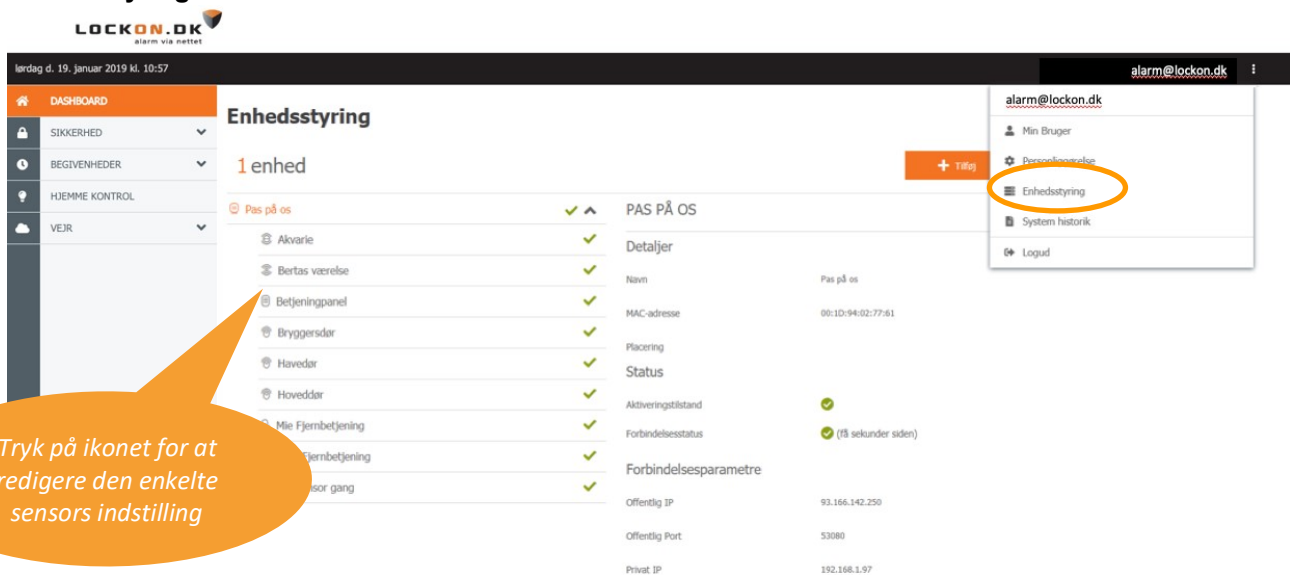 LOCKON.DK
alarm via nettet
lørdag d. 19. januar 2019 kl. 10:57
alarm@lockon.dk
DASHBOARD
SIKKERHED
BEGIVENHEDER
HJEMME KONTROL
VEJR
Enhedsstyring
1 enhed
+ Tilføj
alarm@lockon.dk
Min Bruger
Personliggørelse
Enhedsstyring
System historik
Logud
Pas på os
Akvarie
Bertas værelse
Betjeningpanel
Bryggersdør
Havedør
Hoveddør
Mie Fjernbetjening
Fjernbetjening
gang
PAS PÅ OS
Detaljer
Navn Pas på os
MAC-adresse 00:1D:94:02:77:61
Placering
Status
Aktiveringstilstand
Forbindelsesstatus (få sekunder siden)
Forbindelsesparametre
Offentlig IP 93.166.142.250
Offentlig Port 53080
Privat IP 192.168.1.97
Tryk på ikonet for at
redigere den enkelte
sensors indstilling